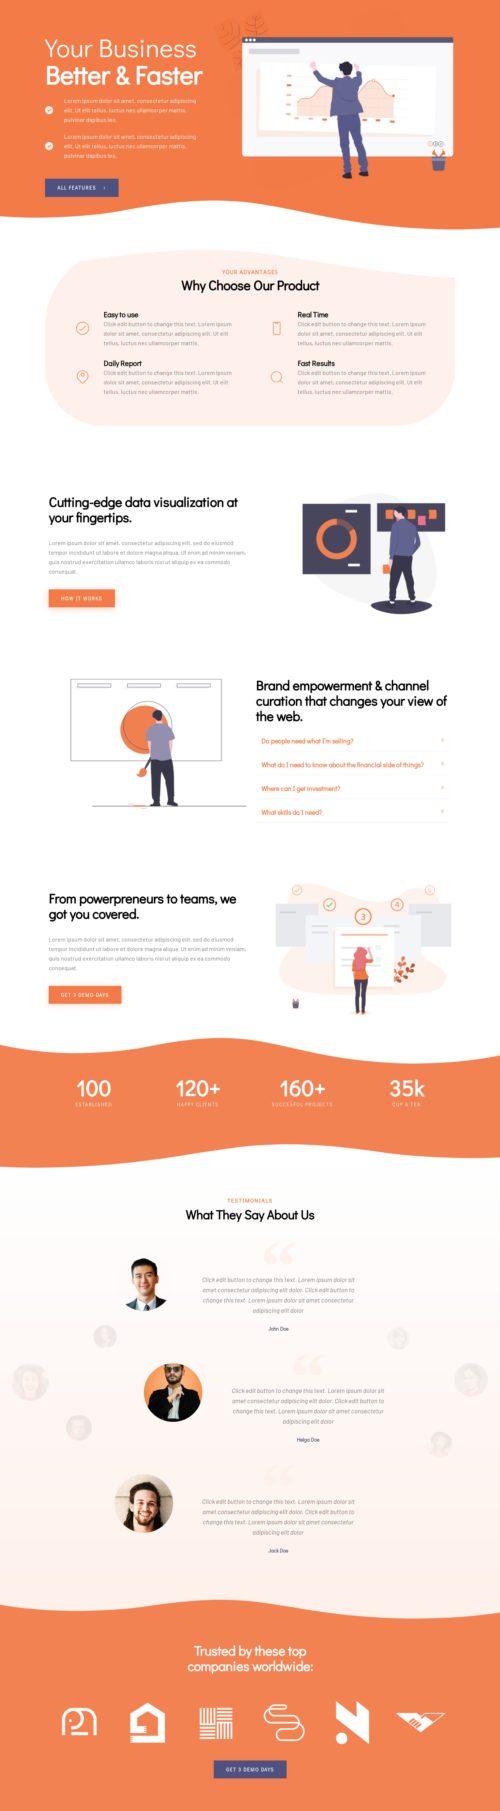 Your Business
Better & Faster
Lorem ipsum dolor sit amet, consectetur adipiscing
elit. Ut elit tellus, luctus nec ullamcorper mattis,
pulvinar dapibus leo.
Lorem ipsum dolor sit amet, consectetur adipiscing
elit. Ut elit tellus, luctus nec ullamcorper mattis,
pulvinar dapibus leo.
ALL FEATURES
YOUR ADVANTAGES
Why Choose Our Product
Easy to use
Click edit button to change this text. Lorem ipsum
dolor sit amet, consectetur adipiscing elit. Ut elit
tellus, luctus nec ullamcorper mattis.
Real Time
Click edit button to change this text. Lorem ipsum
dolor sit amet, consectetur adipiscing elit. Ut elit
tellus, luctus nec ullamcorper mattis.
Daily Report
Click edit button to change this text. Lorem ipsum
dolor sit amet, consectetur adipiscing elit. Ut elit
tellus, luctus nec ullamcorper mattis.
Fast Results
Click edit button to change this text. Lorem ipsum
dolor sit amet, consectetur adipiscing elit. Ut elit
tellus, luctus nec ullamcorper mattis.
Cutting-edge data visualization at
your fingertips.
Lorem ipsum dolor sit amet, consectetur adipiscing elit, sed do eiusmod
tempor incididunt ut labore et dolore magna aliqua. Ut enim ad minim veniam,
quis nostrud exercitation ullamco laboris nisi ut aliquip ex ea commodo
consequat.
HOW IT WORKS
Brand empowerment & channel
curation that changes your view of
the web.
Do people need what I'm selling?
What do I need to know about the financial side of things?
Where can I get investment?
What skills do I need?
From powerpreneurs to teams, we
got you covered.
Lorem ipsum dolor sit amet, consectetur adipiscing elit, sed do eiusmod
tempor incididunt ut labore et dolore magna aliqua. Ut enim ad minim veniam,
quis nostrud exercitation ullamco laboris nisi ut aliquip ex ea commodo
consequat.
GET 3 DEMO DAYS
3
4
5
100
ESTABLISHED
120+
HAPPY CLIENTS
160+
SUCCESFUL PROJECTS
35k
CUP A TEA
TESTIMONIALS
What They Say About Us
Click edit button to change this text. Lorem ipsum dolor sit
amet, consectetur adipiscing elit. Click edit button to
change this text. Lorem ipsum dolor sit amet consectetur
adipiscing elit dolor
John Doe
Click edit button to change this text. Lorem ipsum dolor sit
amet, consectetur adipiscing elit. Click edit button to
change this text. Lorem ipsum dolor sit amet consectetur
adipiscing elit dolor
Helga Doe
Click edit button to change this text. Lorem ipsum dolor sit
amet, consectetur adipiscing elit. Click edit button to
change this text. Lorem ipsum dolor sit amet consectetur
adipiscing elit dolor
Jack Doe
Trusted by these top
companies worldwide:
GET 3 DEMO DAYS